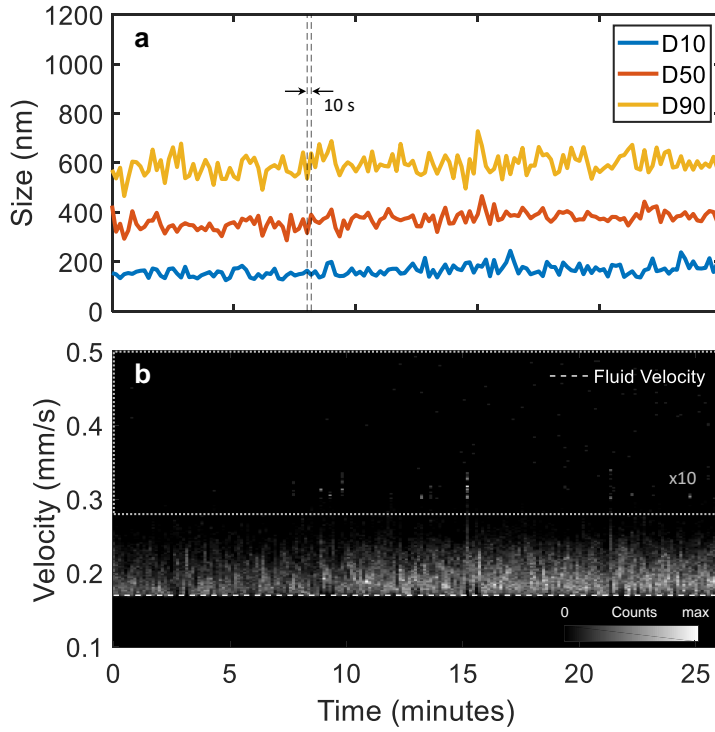 1200
a
D10
1000
D50
D90
800
10 s
600
400
200
0
Size (nm)
0.5
b
Fluid Velocity
0.4
x10
0.3
0.2
0 Counts max
0.1
Velocity (mm/s)
0 5 10 15 20 25
Time (minutes)